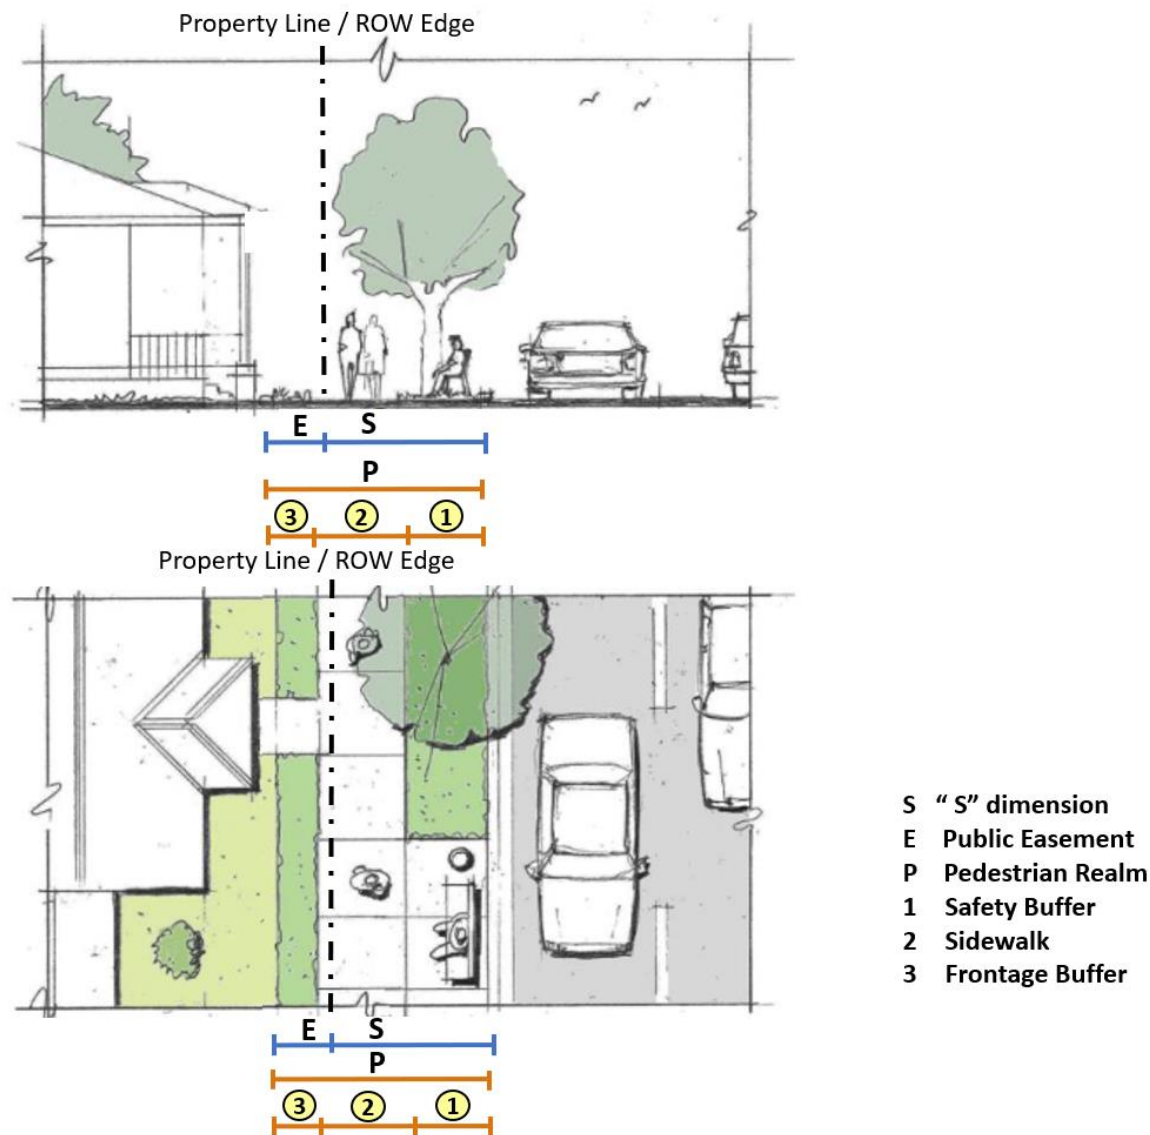 Property Line / ROW Edge
E S
P
3 2 1
Property Line / ROW Edge
S “ S” dimension
E Public Easement
P Pedestrian Realm
1 Safety Buffer
2 Sidewalk
3 Frontage Buffer
E S
P
3 2 1